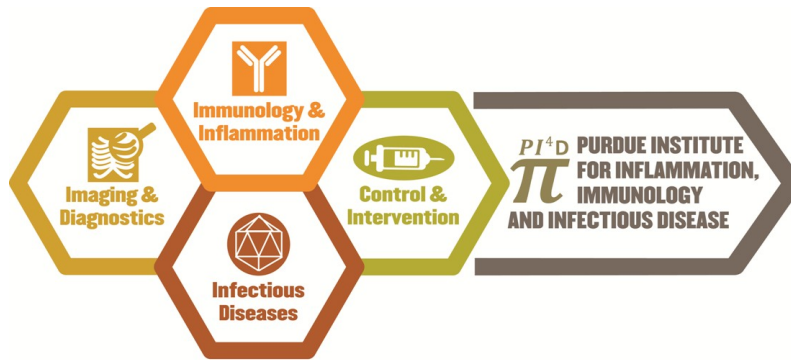 Immunology &
Inflammation
Imaging &
Diagnostics
Control &
Intervention
Infectious
Diseases
PI⁴D PURDUE INSTITUTE
π FOR INFLAMMATION,
IMMUNOLOGY
AND INFECTIOUS DISEASE